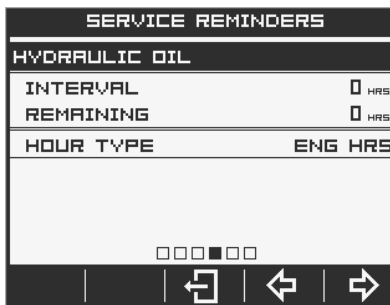 SERVICE REMINDERS
HYDRAULIC OIL
INTERVAL 0 HRS
REMAINING 0 HRS
HOUR TYPE ENG HRS